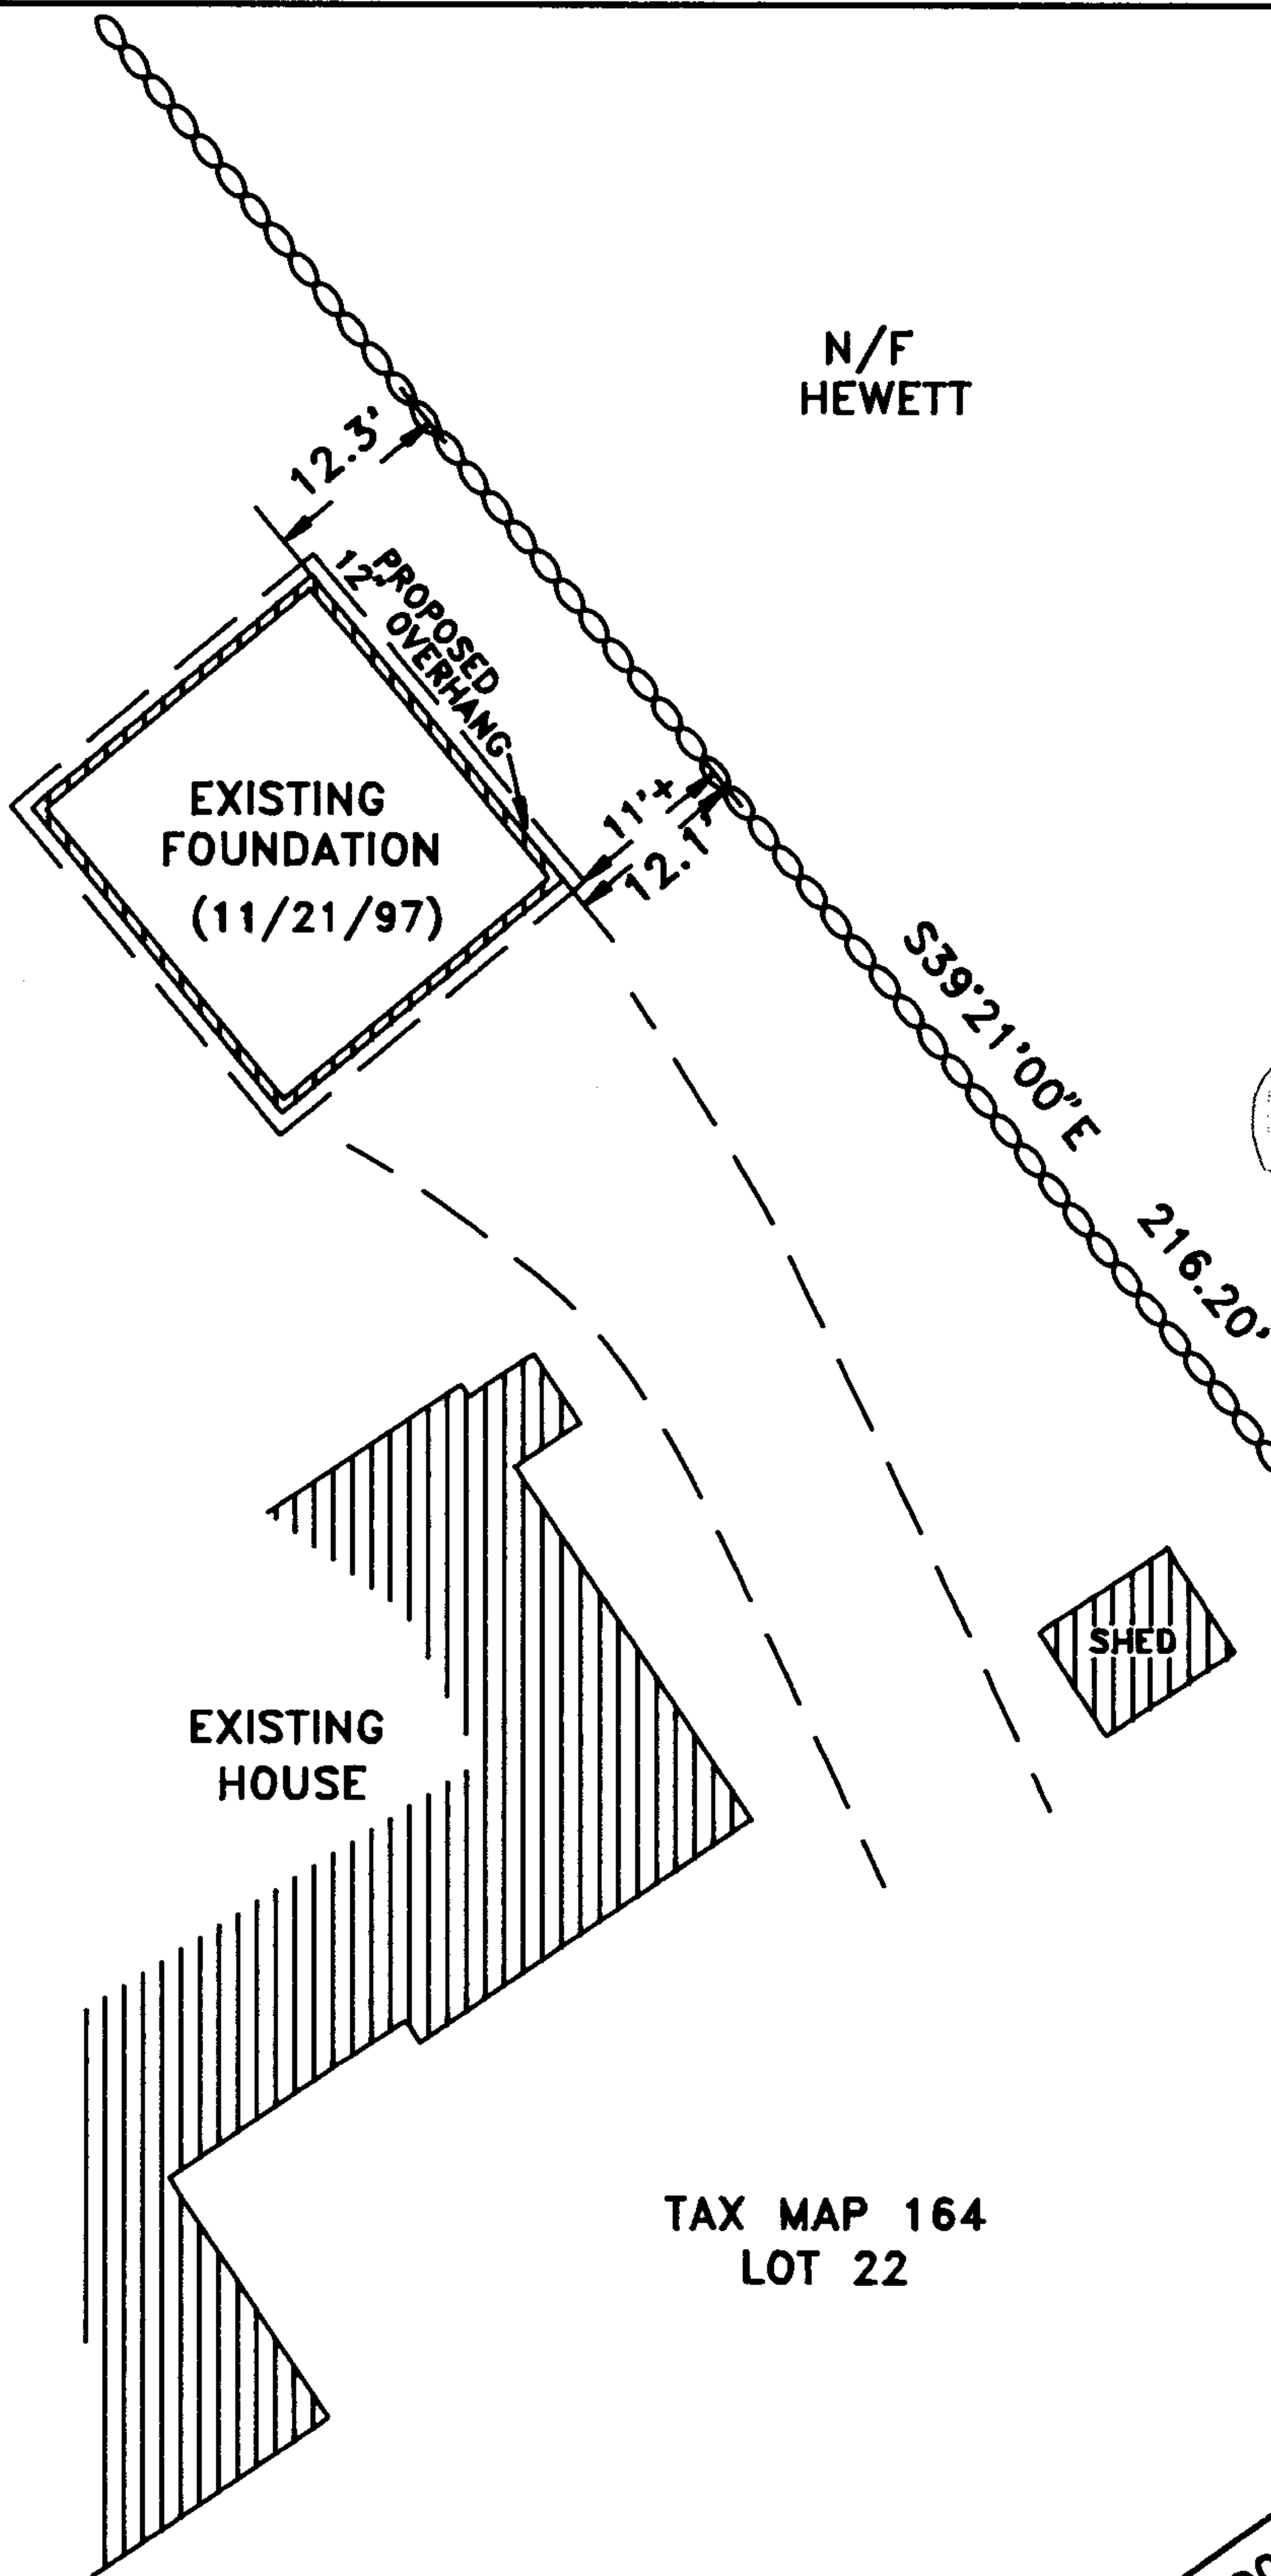 N/F
HEWETT
12.3'
PROPOSED
12" OVERHANG
11'±
12.1'
EXISTING
FOUNDATION
(11/21/97)
S39°21'00"E
216.20'
SHED
EXISTING
HOUSE
TAX MAP 164
LOT 22